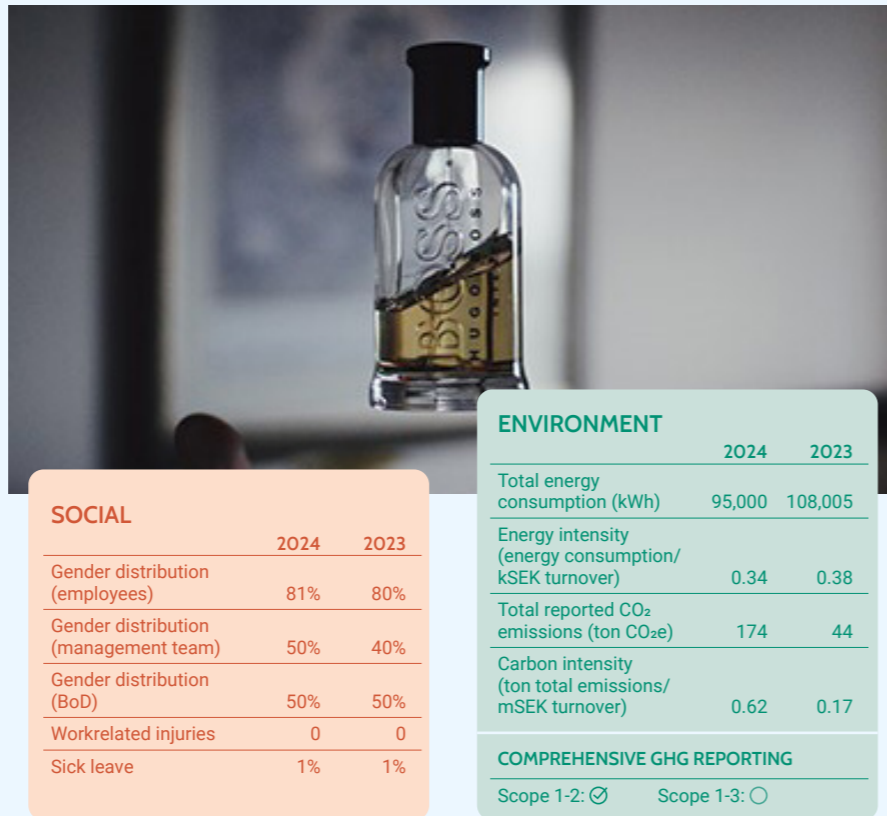 BOSS
HUGO BOSS
SOCIAL
2024 2023
Gender distribution
(employees) 81% 80%
Gender distribution
(management team) 50% 40%
Gender distribution
(BoD) 50% 50%
Workrelated injuries 0 0
Sick leave 1% 1%
ENVIRONMENT
2024 2023
Total energy
consumption (kWh) 95,000 108,005
Energy intensity
(energy consumption/
kSEK turnover) 0.34 0.38
Total reported CO₂
emissions (ton CO₂e) 174 44
Carbon intensity
(ton total emissions/
mSEK turnover) 0.62 0.17
COMPREHENSIVE GHG REPORTING
Scope 1-2: Scope 1-3: